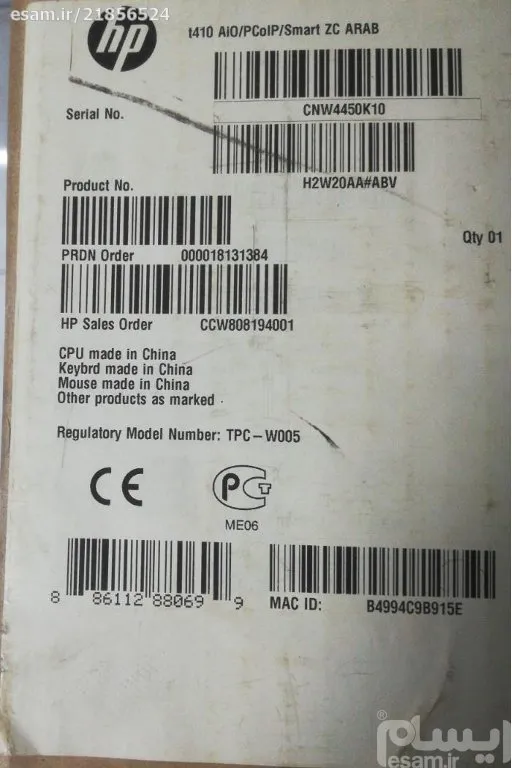 esam.ir/21856524
hp
t410 AiO/PCoIP/Smart ZC ARAB
Serial No.
CNW4450K10
H2W20AA#ABV
Product No.
Qty 01
PRDN Order 000018131384
HP Sales Order CCW808194001
CPU made in China
Keybrd made in China
Mouse made in China
Other products as marked
Regulatory Model Number: TPC-W005
CE
PCT
ME06
8 86112 88069 9
MAC ID: B4994C9B915E
ایسام®
esam.ir